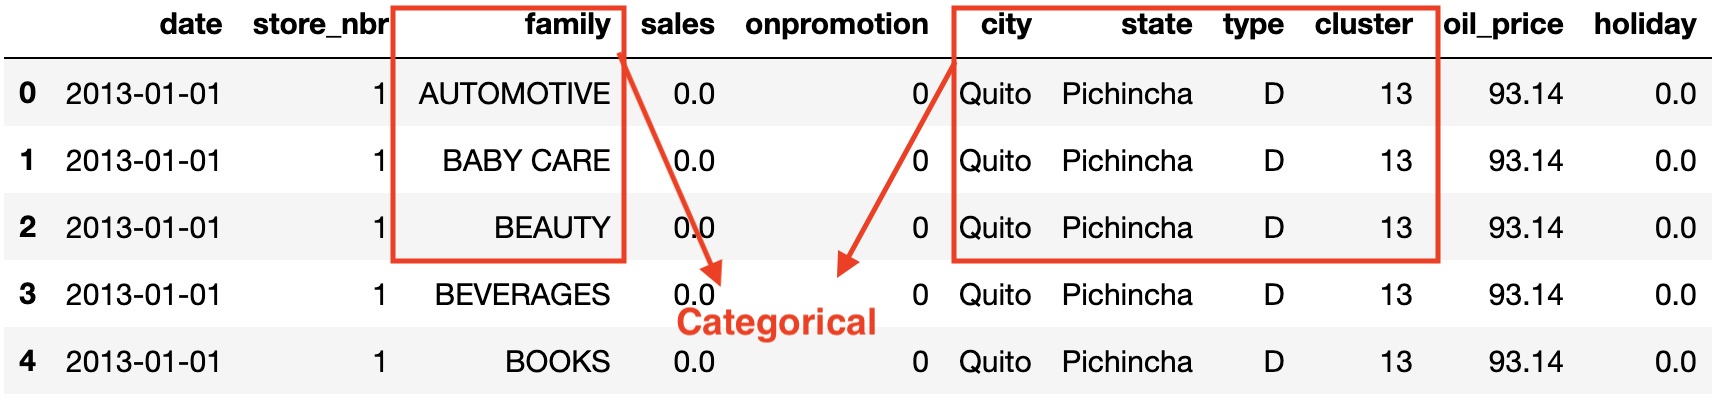 date store_nbr family sales onpromotion city state type cluster oil_price holiday
0 2013-01-01 1 AUTOMOTIVE 0.0 0 Quito Pichincha D 13 93.14 0.0
1 2013-01-01 1 BABY CARE 0.0 0 Quito Pichincha D 13 93.14 0.0
2 2013-01-01 1 BEAUTY 0.0 0 Quito Pichincha D 13 93.14 0.0
3 2013-01-01 1 BEVERAGES 0.0 0 Quito Pichincha D 13 93.14 0.0
Categorical
4 2013-01-01 1 BOOKS 0.0 0 Quito Pichincha D 13 93.14 0.0